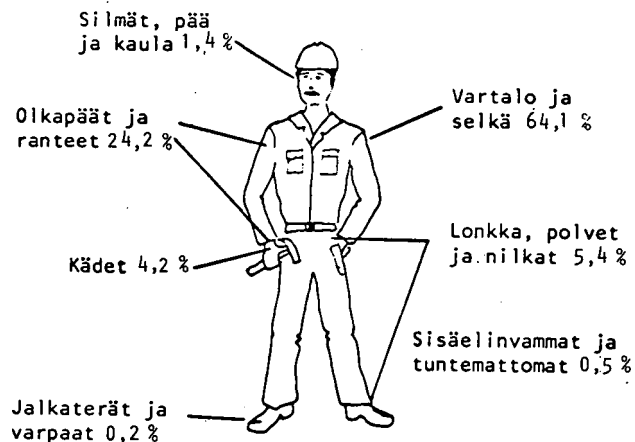 Silmät, pää
ja kaula 1,4 %
Olkapäät ja
ranteet 24,2 %
Vartalo ja
selkä 64,1 %
Kädet 4,2 %
Lonkka, polvet
ja nilkat 5,4 %
Sisäelinvammat ja
tuntemattomat 0,5 %
Jalkaterät ja
varpaat 0,2 %